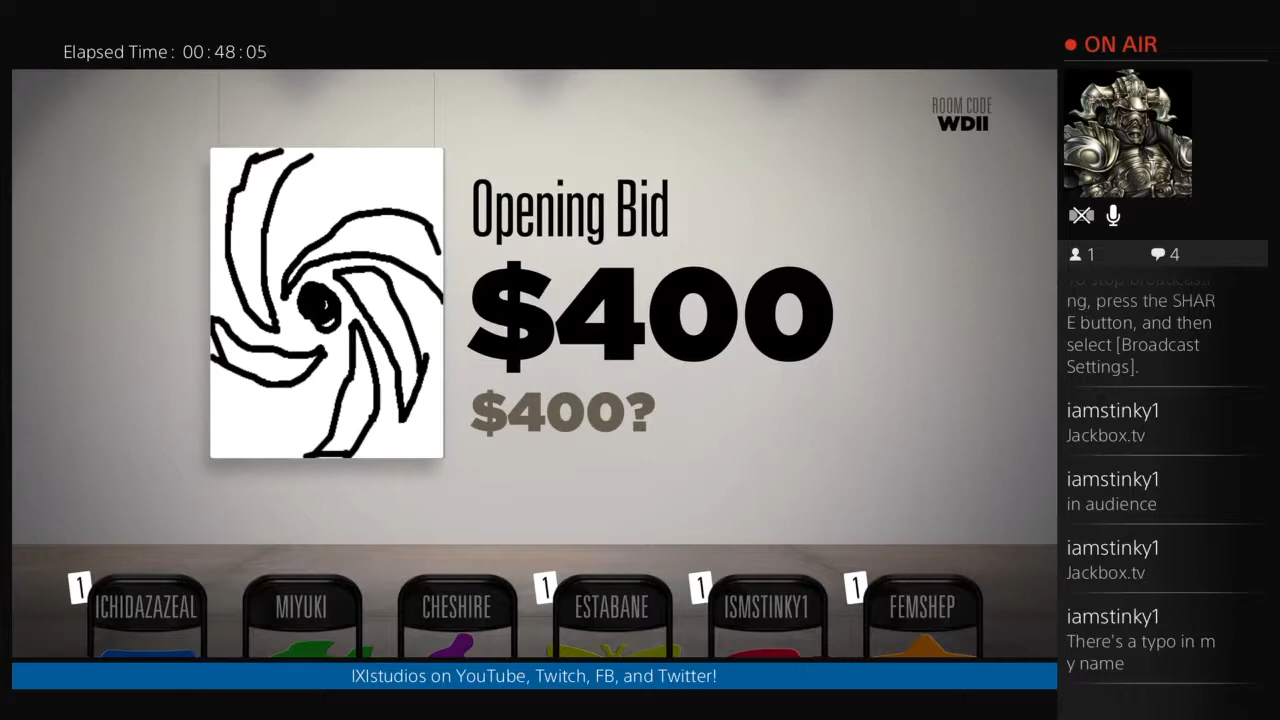 Elapsed Time: 00:48:05
ON AIR
ROOM CODE
WDII
Opening Bid
$400
$400?
1
4
To stop broadcasti
ng, press the SHAR
E button, and then
select [Broadcast
Settings].
iamstinky1
Jackbox.tv
iamstinky1
in audience
iamstinky1
Jackbox.tv
iamstinky1
There's a typo in m
y name
1 ICHIDAZAZEAL
MIYUKI
CHESHIRE
1 ESTABANE
1 ISMSTINKY1
1 FEMSHEP
IXIstudios on YouTube, Twitch, FB, and Twitter!